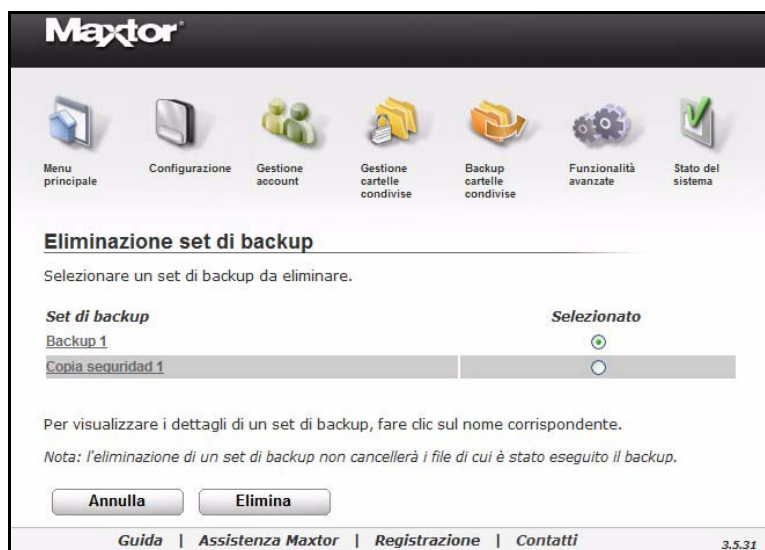 Maxtor
Menu principale
Configurazione
Gestione account
Gestione cartelle condivise
Backup cartelle condivise
Funzionalità avanzate
Stato del sistema
Eliminazione set di backup
Selezionare un set di backup da eliminare.
Set di backup Selezionato
Backup 1
Copia seguridad 1
Per visualizzare i dettagli di un set di backup, fare clic sul nome corrispondente.
Nota: l'eliminazione di un set di backup non cancellerà i file di cui è stato eseguito il backup.
Annulla Elimina
Guida | Assistenza Maxtor | Registrazione | Contatti 3.5.31